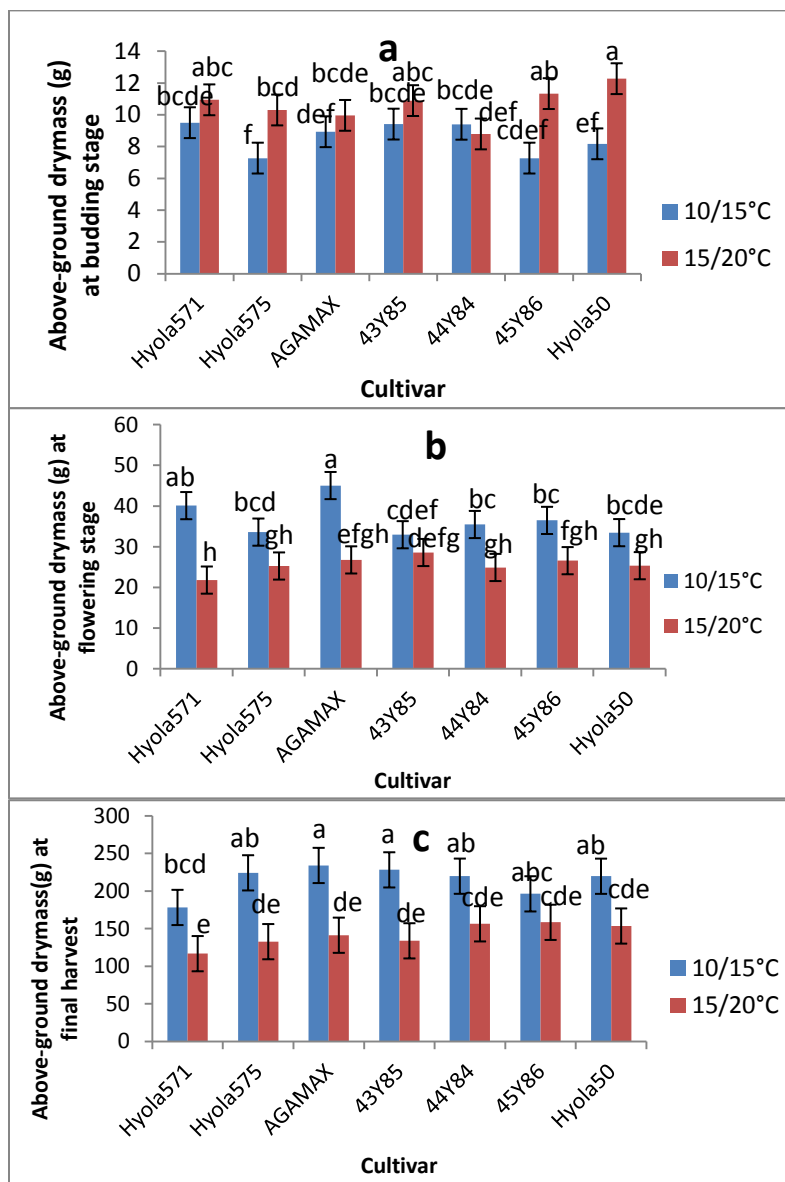 a
Above-ground drymass (g)
at budding stage
14
12
10
8
6
4
2
0
bcde abc
f bcd
def bcde
bcde abc
bcde def
cdef ab
ef a
Hyola571 Hyola575 AGAMAX 43Y85 44Y84 45Y86 Hyola50
Cultivar
10/15°C
15/20°C
b
Above-ground drymass (g) at
flowering stage
60
50
40
30
20
10
0
ab h
bcd gh
a efgh
cdef defg
bc gh
bc fgh
bcde gh
Hyola571 Hyola575 AGAMAX 43Y85 44Y84 45Y86 Hyola50
Cultivar
10/15°C
15/20°C
c
Above-ground drymass(g) at
final harvest
300
250
200
150
100
50
0
bcd e
ab de
a de
a de
ab cde
abc cde
ab cde
Hyola571 Hyola575 AGAMAX 43Y85 44Y84 45Y86 Hyola50
Cultivar
10/15°C
15/20°C